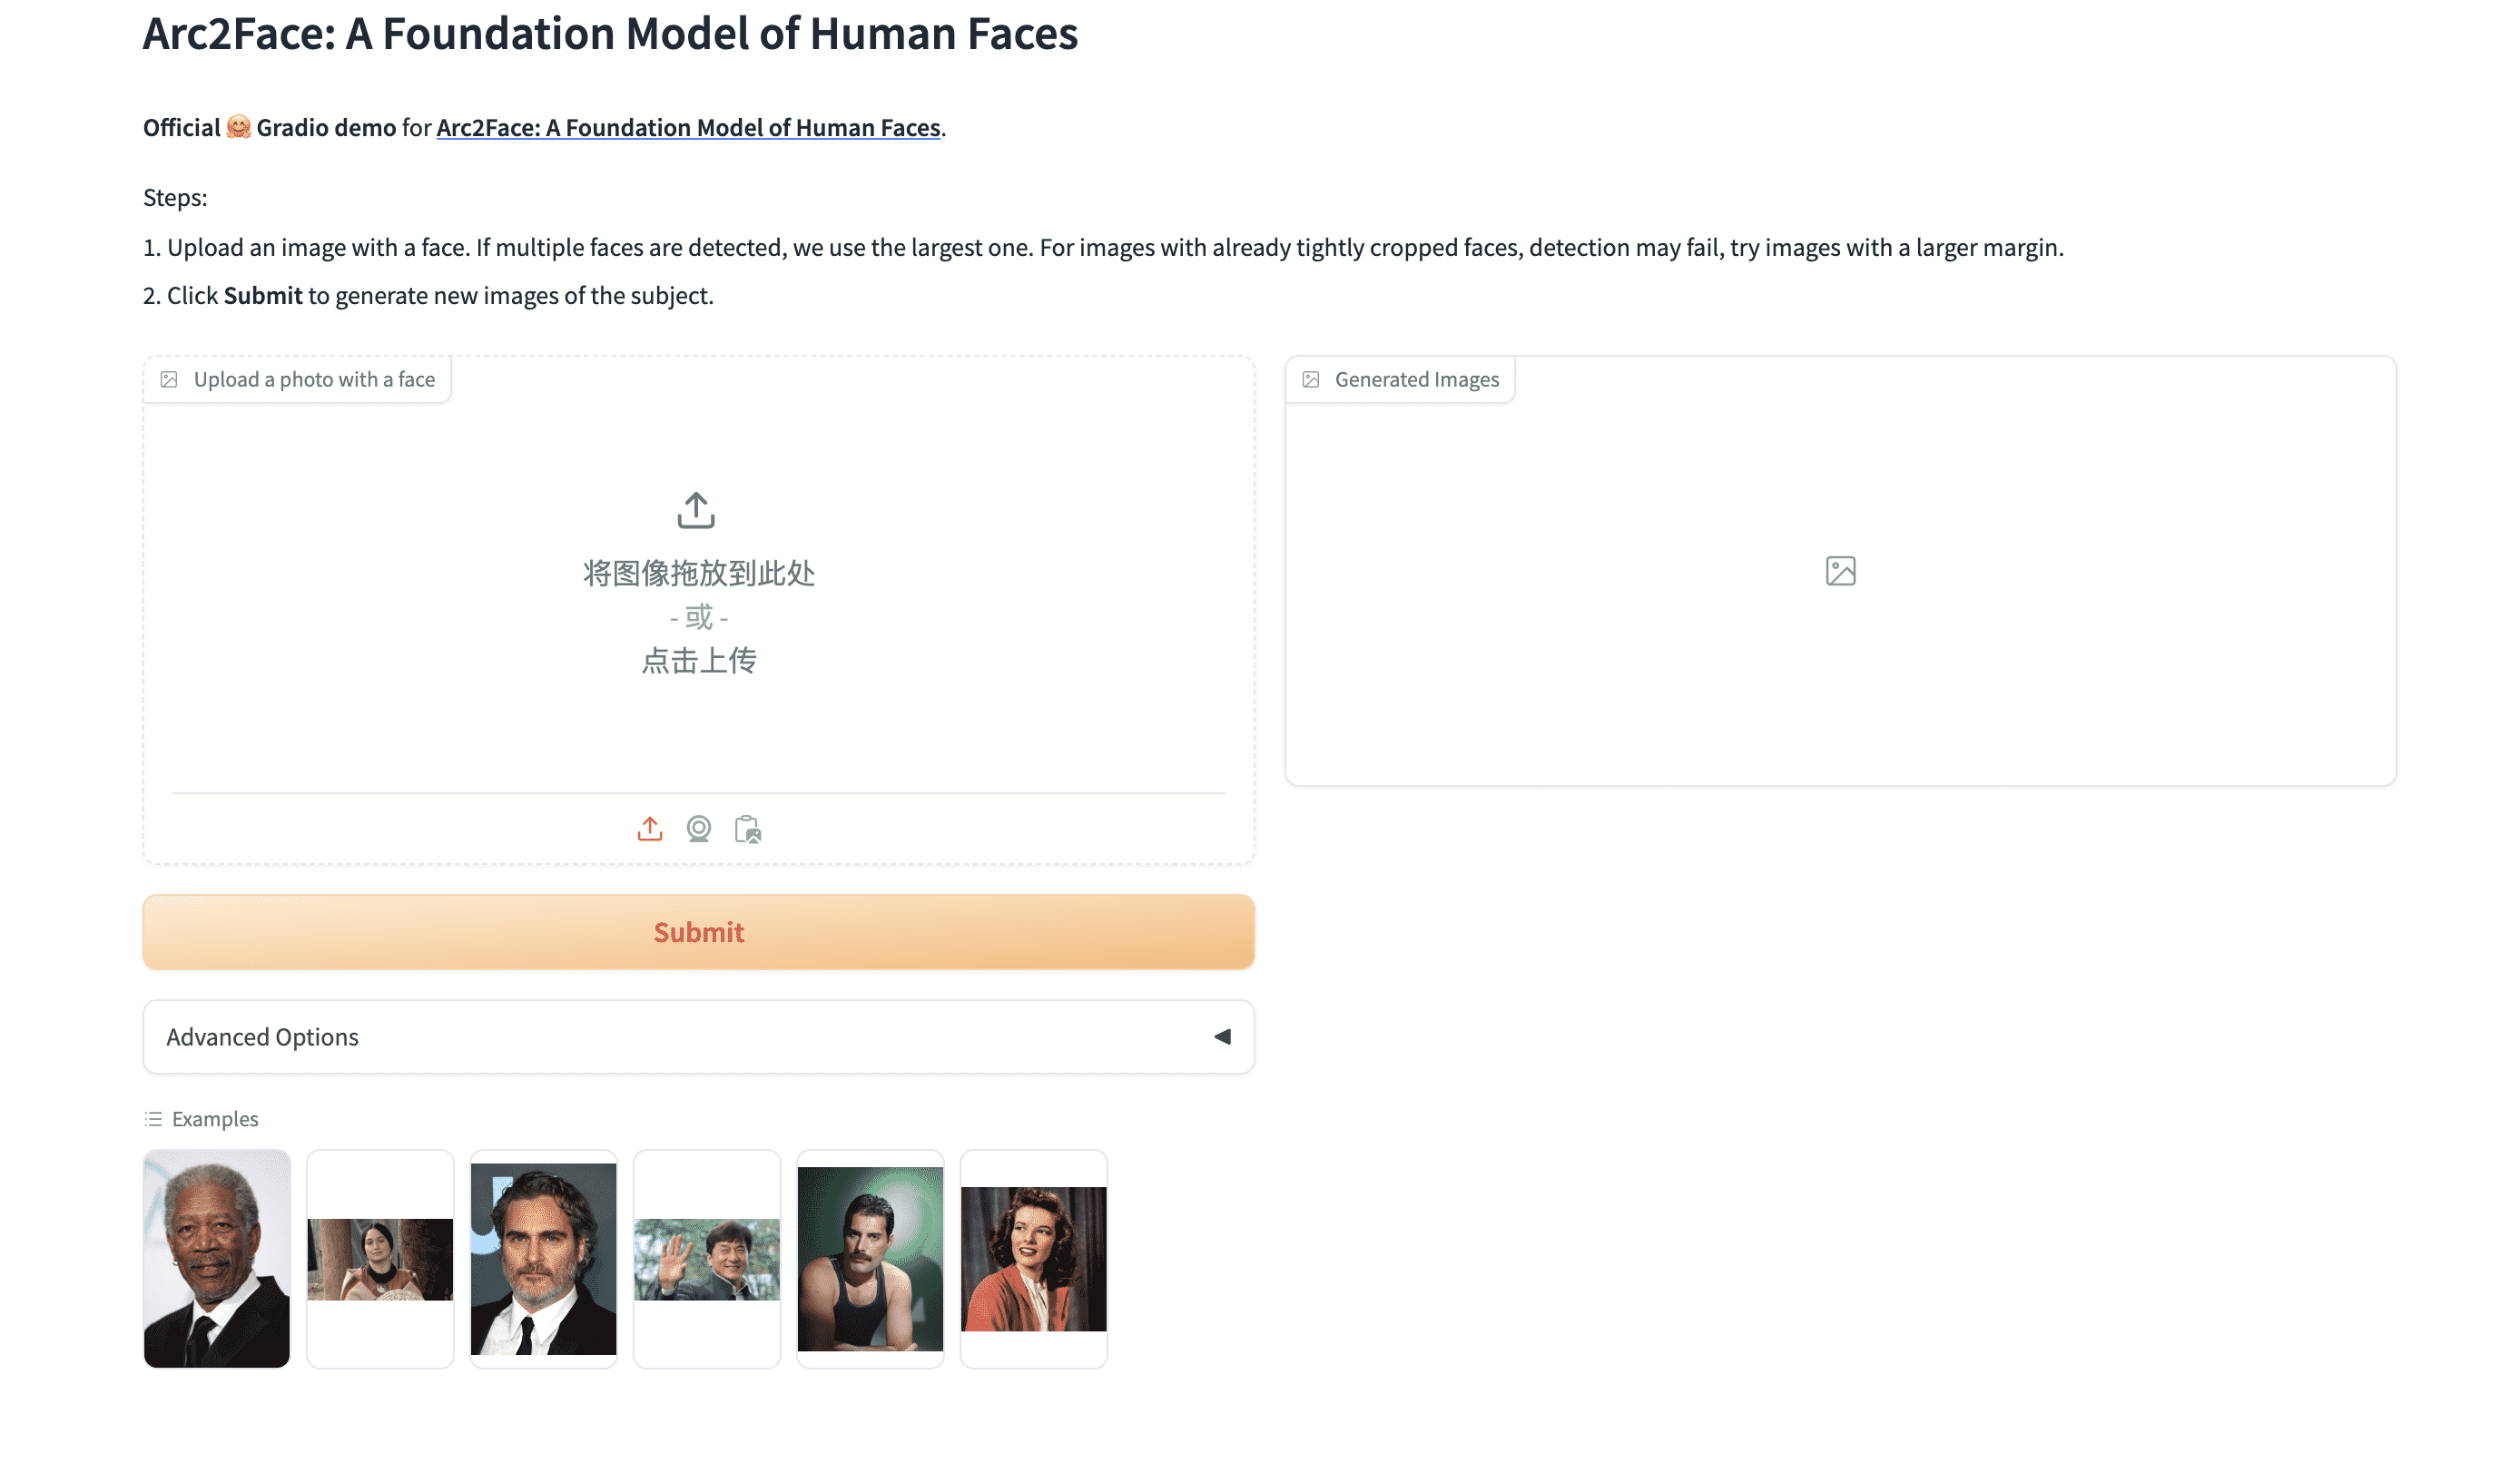 Arc2Face: A Foundation Model of Human Faces
Official 🤗 Gradio demo for Arc2Face: A Foundation Model of Human Faces.
Steps:
1. Upload an image with a face. If multiple faces are detected, we use the largest one. For images with already tightly cropped faces, detection may fail, try images with a larger margin.
2. Click Submit to generate new images of the subject.
Upload a photo with a face
Generated Images
将图像拖放到此处
- 或 -
点击上传
Submit
Advanced Options
Examples